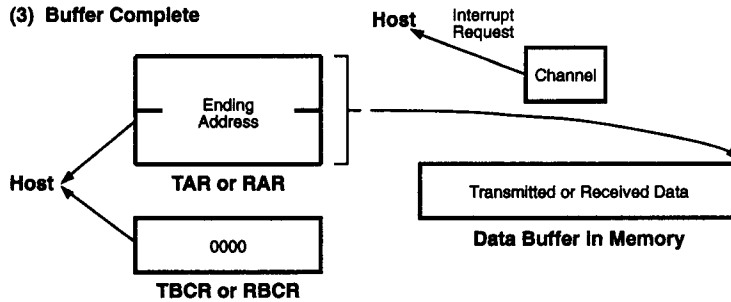 (3) Buffer Complete
Host
Interrupt
Request
Channel
Ending
Address
Host
TAR or RAR
Transmitted or Received Data
Data Buffer in Memory
0000
TBCR or RBCR